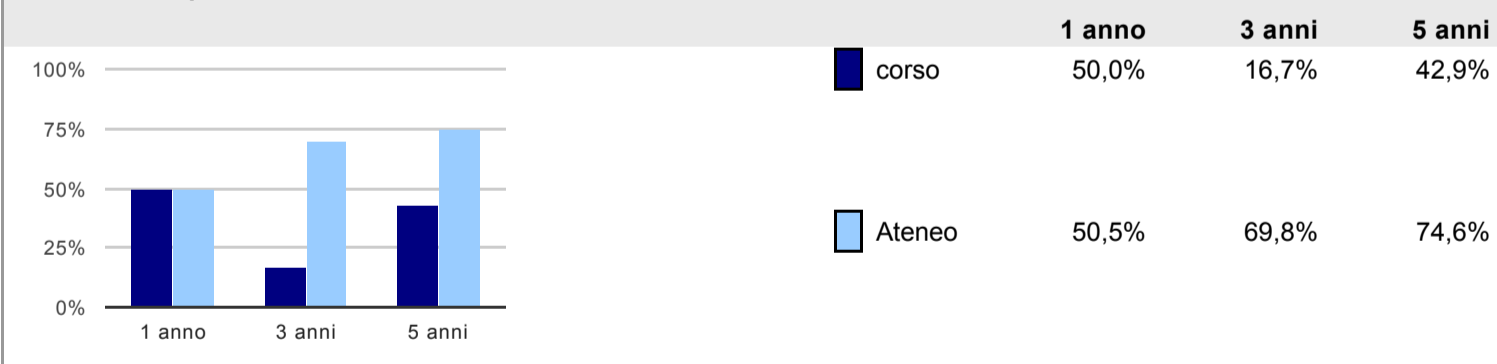 1 anno 3 anni 5 anni
corso 50,0% 16,7% 42,9%
Ateneo 50,5% 69,8% 74,6%
100%
75%
50%
25%
0%
1 anno 3 anni 5 anni